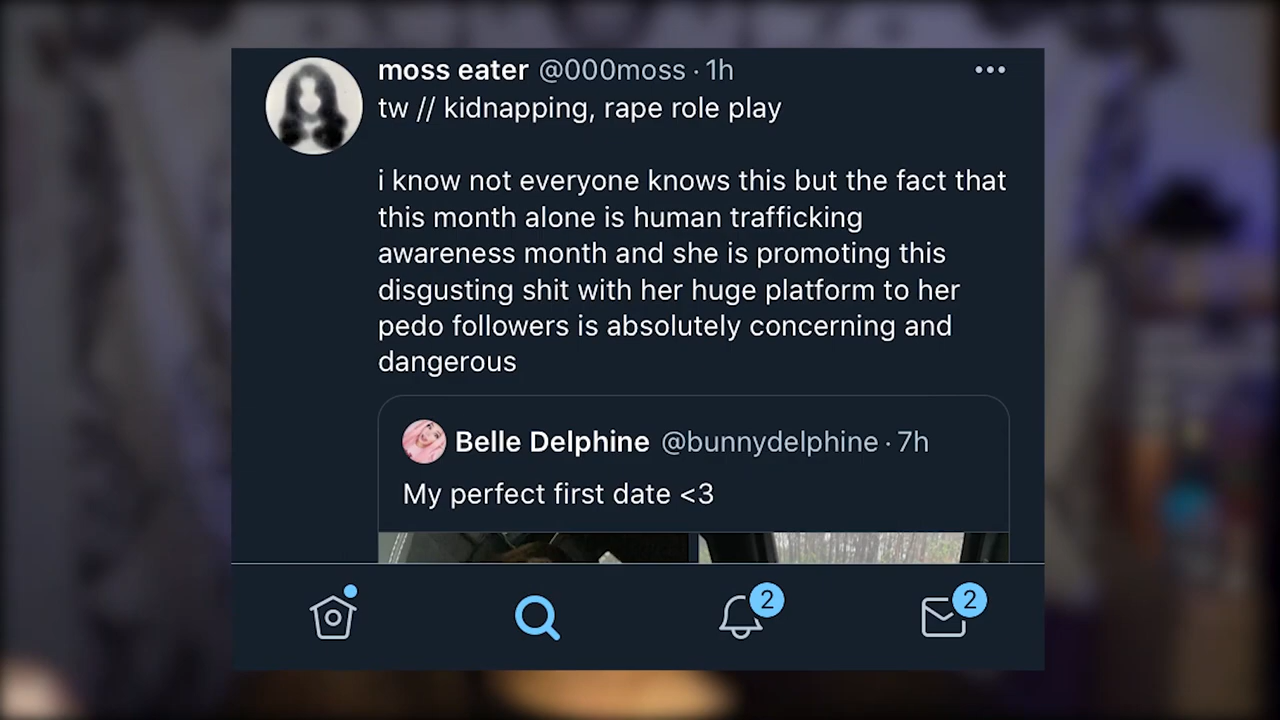 moss eater @000moss · 1h
tw // kidnapping, rape role play
i know not everyone knows this but the fact that
this month alone is human trafficking
awareness month and she is promoting this
disgusting shit with her huge platform to her
pedo followers is absolutely concerning and
dangerous
Belle Delphine @bunnydelphine · 7h
My perfect first date <3
2
2